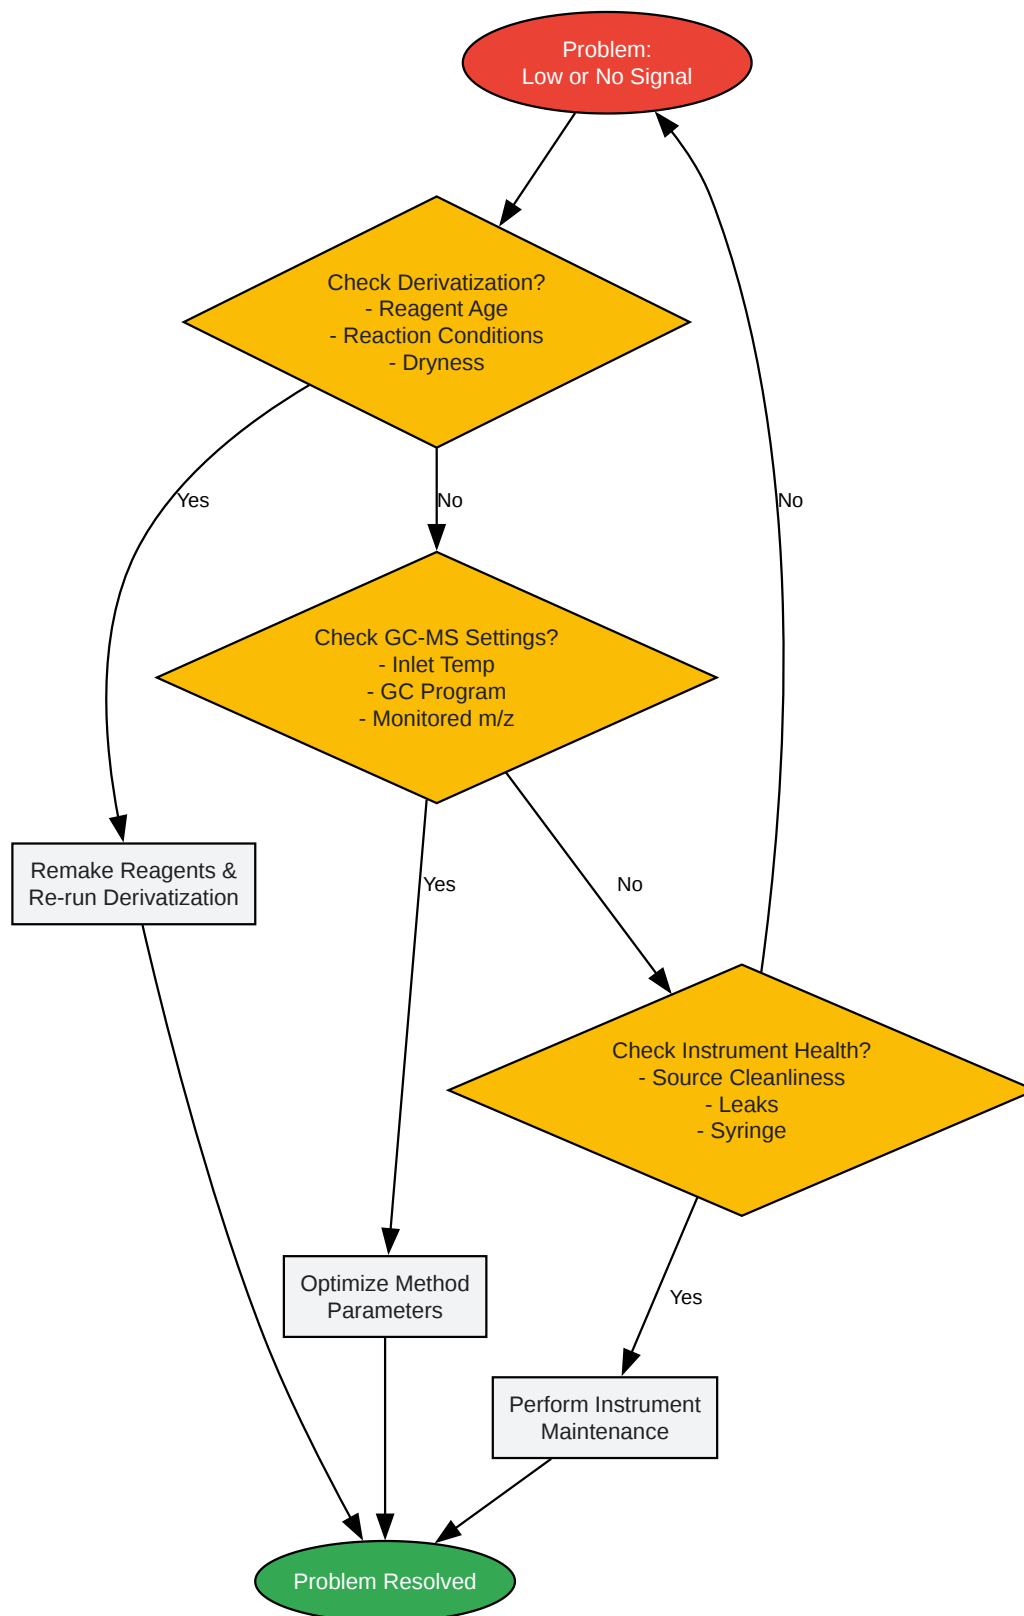 Problem:
Low or No Signal
Check Derivatization?
- Reagent Age
- Reaction Conditions
- Dryness
Yes
No
No
Check GC-MS Settings?
- Inlet Temp
- GC Program
- Monitored m/z
Remake Reagents &
Re-run Derivatization
Yes
No
Check Instrument Health?
- Source Cleanliness
- Leaks
- Syringe
Optimize Method
Parameters
Yes
Perform Instrument
Maintenance
Problem Resolved